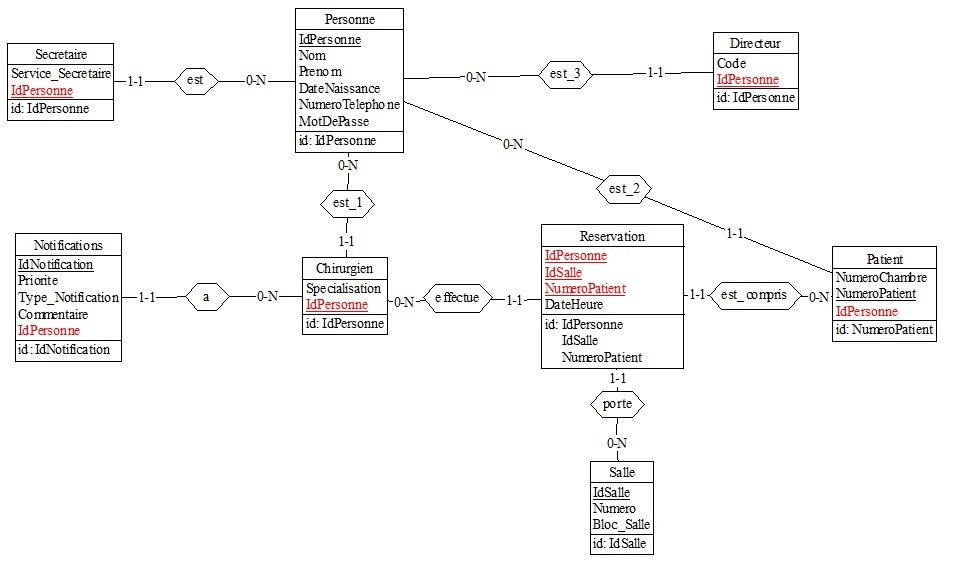 Personne
IdPersonne
Nom
Prenom
DateNaissance
NumeroTelephone
MotDePasse
id: IdPersonne
Secretaire
Service_Secretaire
IdPersonne
id: IdPersonne
1-1
est
0-N
0-N
est_3
1-1
Directeur
Code
IdPersonne
id: IdPersonne
0-N
est_2
1-1
0-N
est_1
1-1
Notifications
IdNotification
Priorite
Type_Notification
Commentaire
IdPersonne
id: IdNotification
1-1
a
0-N
Chirurgien
Specialisation
IdPersonne
id: IdPersonne
0-N
effectue
1-1
Reservation
IdPersonne
IdSalle
NumeroPatient
DateHeure
id: IdPersonne
IdSalle
NumeroPatient
1-1
est_compris
0-N
Patient
NumeroChambre
NumeroPatient
IdPersonne
id: NumeroPatient
1-1
porte
0-N
Salle
IdSalle
Numero
Bloc_Salle
id: IdSalle